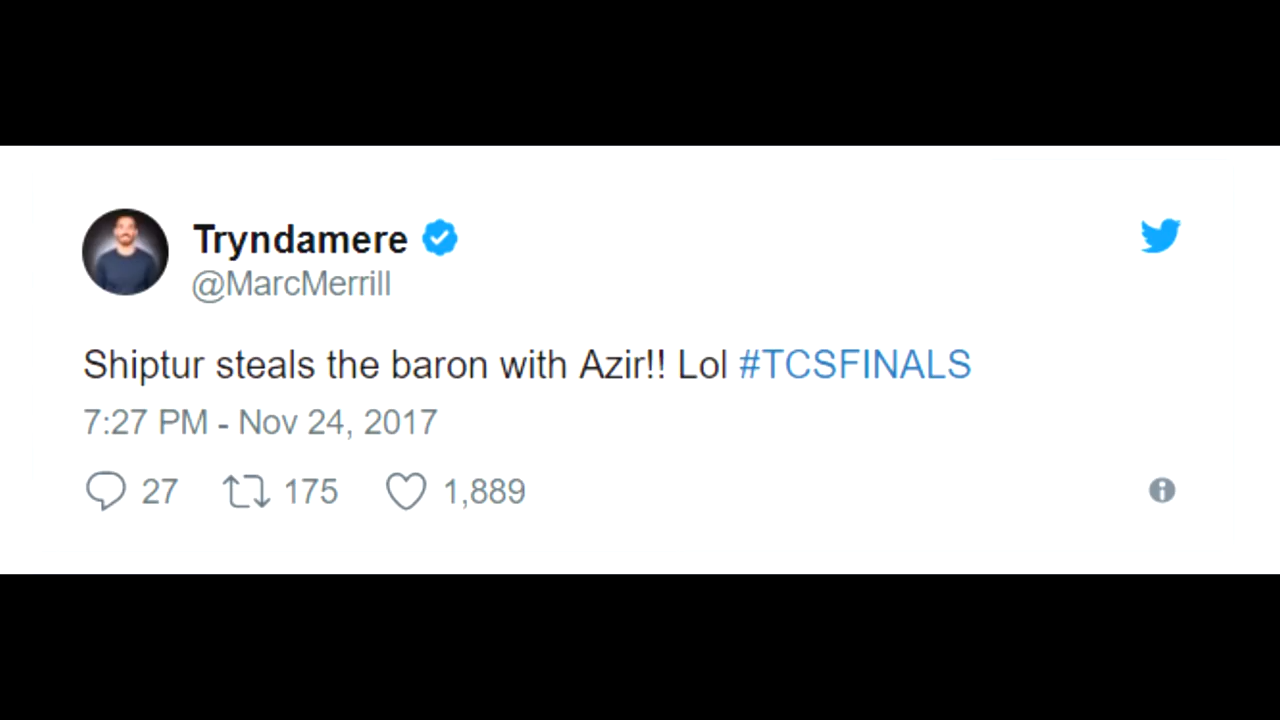 Tryndamere
@MarcMerrill
Shiptur steals the baron with Azir!! Lol #TCSFINALS
7:27 PM - Nov 24, 2017
27 175 1,889